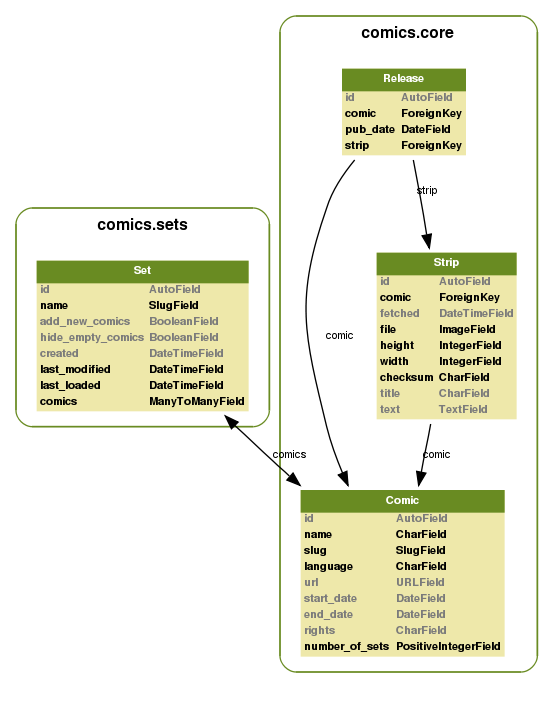 comics.core
Release
id AutoField
comic ForeignKey
pub_date DateField
strip ForeignKey
strip
comics.sets
Set
id AutoField
name SlugField
add_new_comics BooleanField
hide_empty_comics BooleanField
created DateTimeField
last_modified DateTimeField
last_loaded DateTimeField
comics ManyToManyField
Strip
id AutoField
comic ForeignKey
fetched DateTimeField
file ImageField
height IntegerField
width IntegerField
checksum CharField
title CharField
text TextField
comic
comics
comic
Comic
id AutoField
name CharField
slug SlugField
language CharField
url URLField
start_date DateField
end_date DateField
rights CharField
number_of_sets PositiveIntegerField